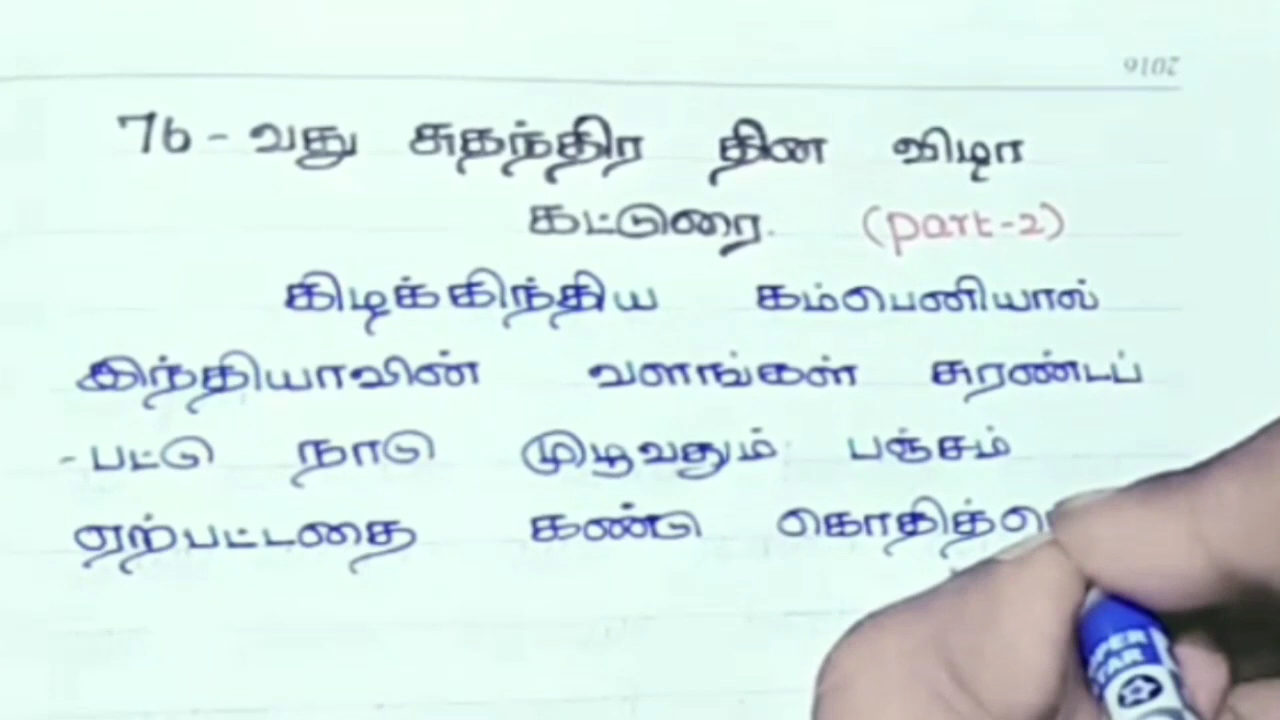 2016
76-வது சுதந்திர தின விழா
கட்டுரை. (part-2)
கிழக்கிந்திய கம்பெனியால்
இந்தியாவின் வளங்கள் சுரண்டப்
-பட்டு நாடு முழுவதும் பஞ்சம்
ஏற்பட்டதை கண்டு